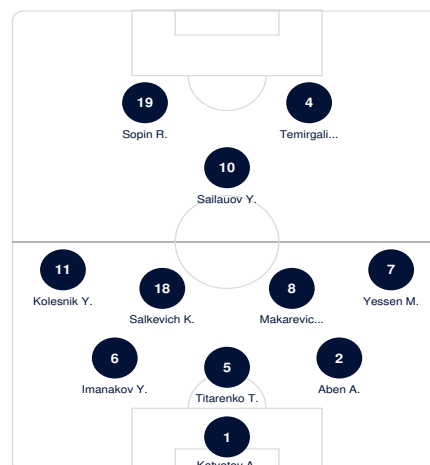 19
4
Sopin R.
Temirgali...
10
Sailauov Y.
11
7
18
8
Kolesnik Y.
Yessen M.
Salkevich K.
Makarevic...
6
5
2
Imanakov Y.
Titarenko T.
Aben A.
1